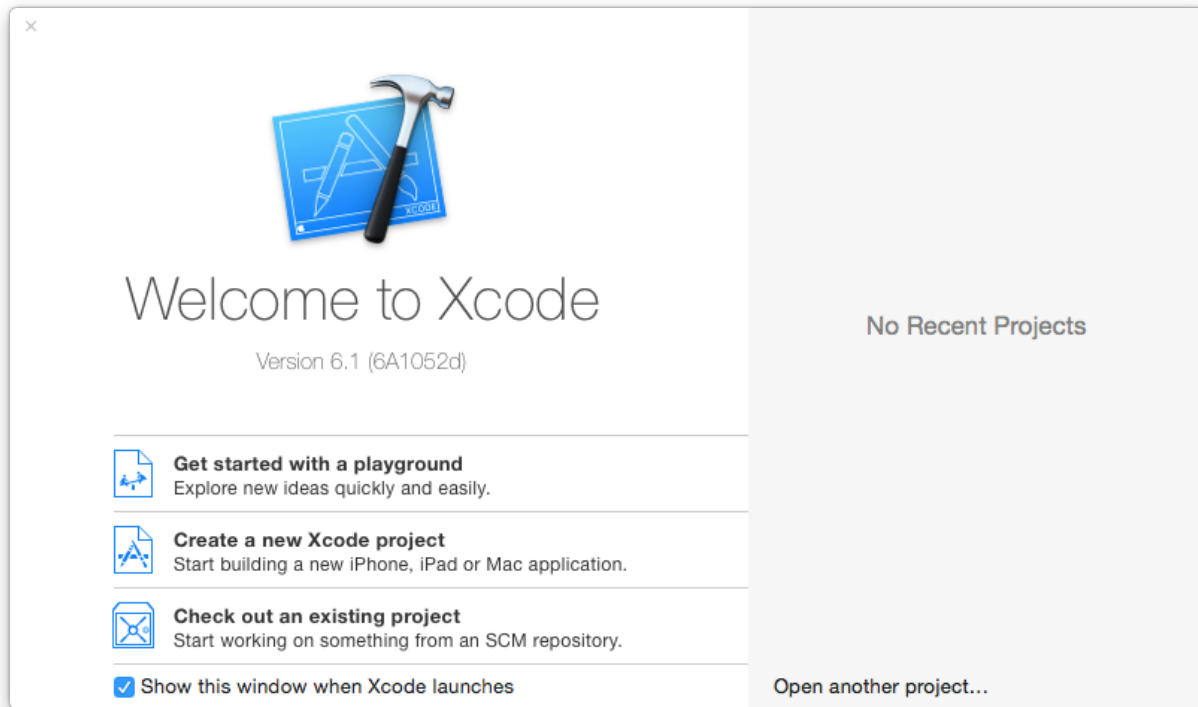 XCODE
Welcome to Xcode
Version 6.1 (6A1052d)
Get started with a playground
Explore new ideas quickly and easily.
Create a new Xcode project
Start building a new iPhone, iPad or Mac application.
Check out an existing project
Start working on something from an SCM repository.
Show this window when Xcode launches
No Recent Projects
Open another project...